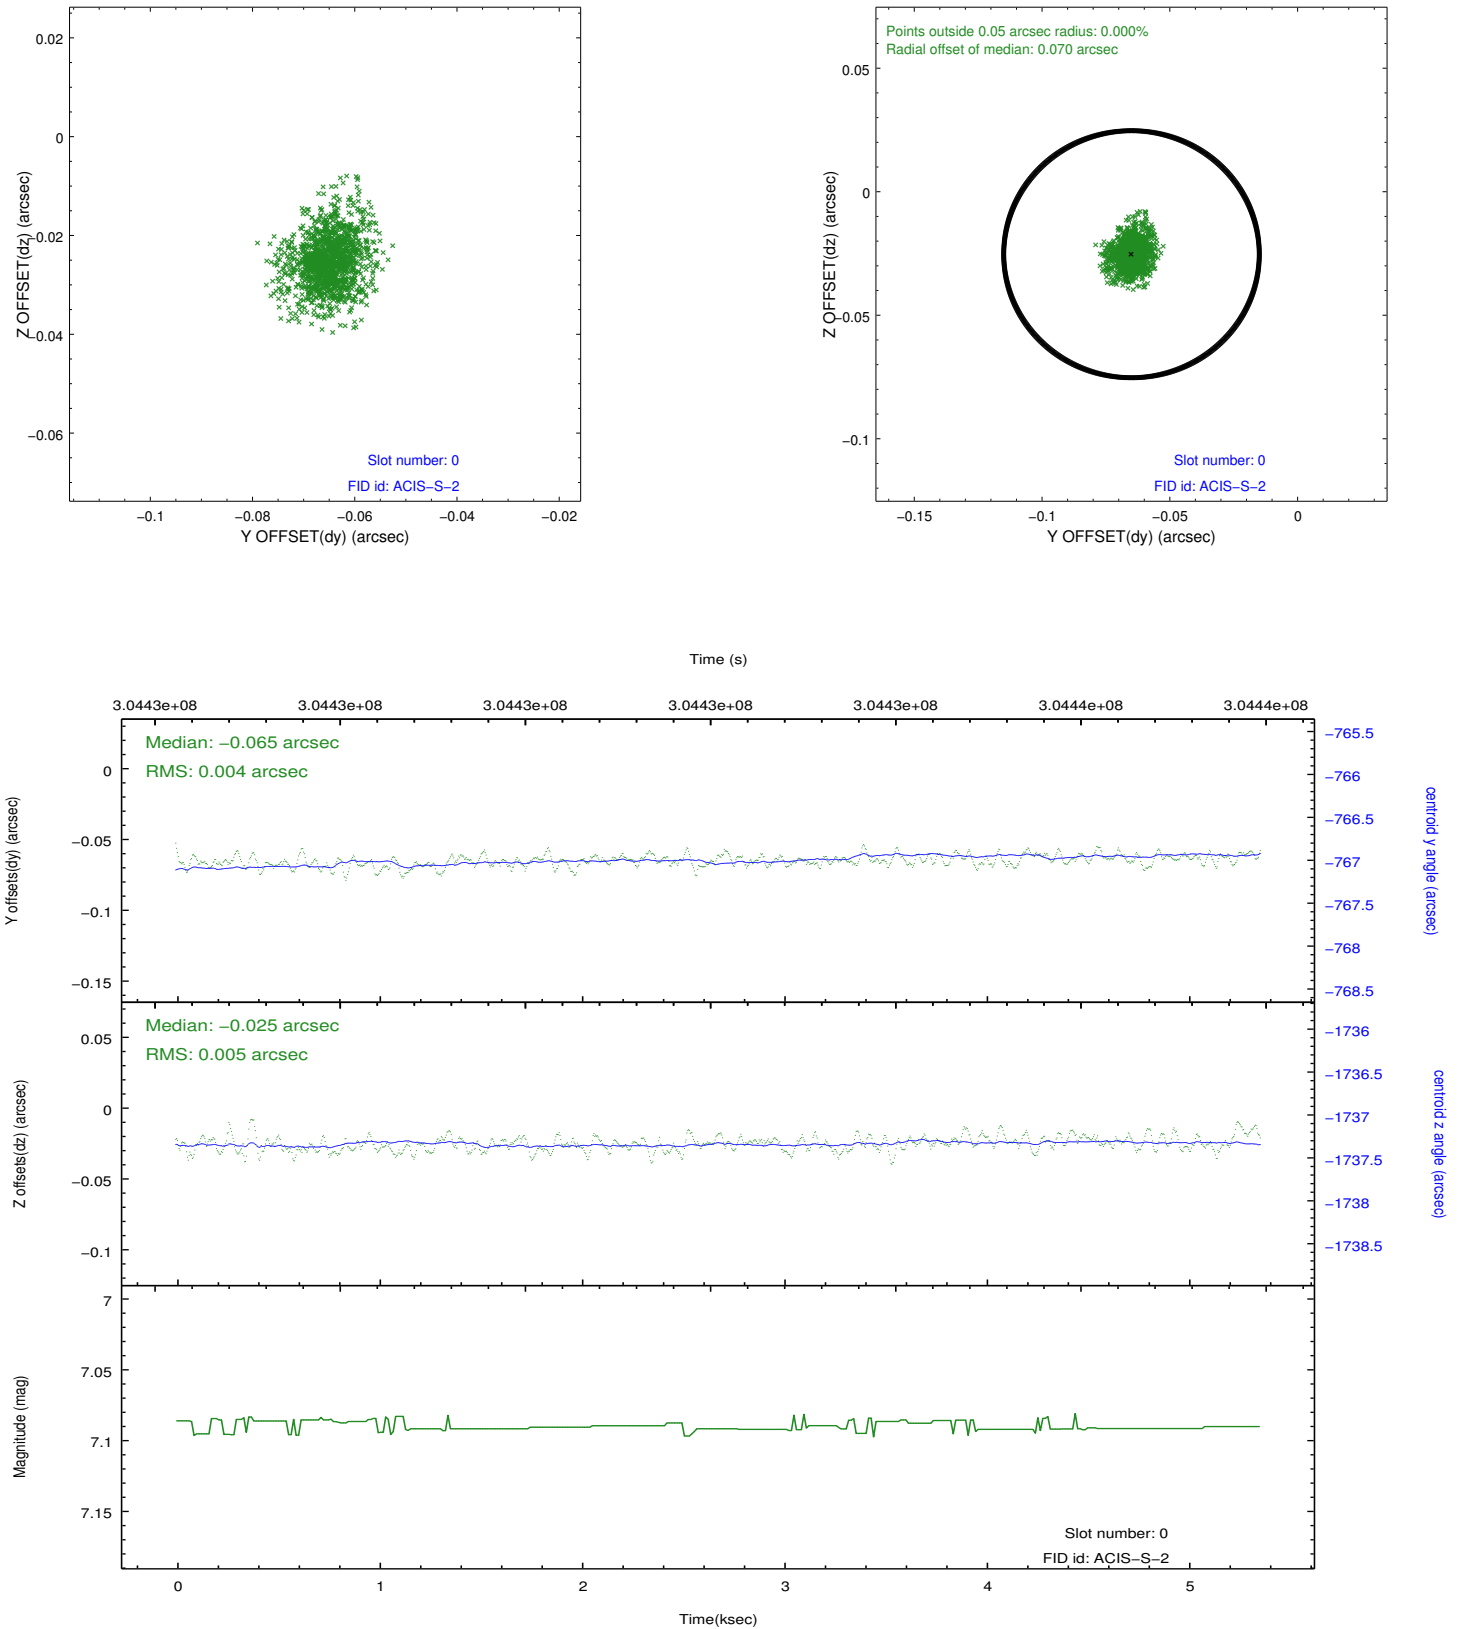 0.02
0
−0.02
−0.04
−0.06
Z OFFSET(dz) (arcsec)
Slot number: 0
FID id: ACIS−S−2
−0.1
−0.08
−0.06
−0.04
−0.02
Y OFFSET(dy) (arcsec)
Points outside 0.05 arcsec radius: 0.000%
Radial offset of median: 0.070 arcsec
0.05
0
−0.05
−0.1
Z OFFSET(dz) (arcsec)
Slot number: 0
FID id: ACIS−S−2
−0.15
−0.1
−0.05
0
Y OFFSET(dy) (arcsec)
Time (s)
3.0443e+08
3.0443e+08
3.0443e+08
3.0443e+08
3.0443e+08
3.0444e+08
3.0444e+08
Median: −0.065 arcsec
RMS: 0.004 arcsec
0
−0.05
−0.1
−0.15
Y offsets(dy) (arcsec)
−765.5
−766
−766.5
−767
−767.5
−768
−768.5
centroid y angle (arcsec)
Median: −0.025 arcsec
RMS: 0.005 arcsec
0.05
0
−0.05
−0.1
Z offsets(dz) (arcsec)
−1736
−1736.5
−1737
−1737.5
−1738
−1738.5
centroid z angle (arcsec)
7
7.05
7.1
7.15
Magnitude (mag)
Slot number: 0
FID id: ACIS−S−2
0
1
2
3
4
5
Time(ksec)